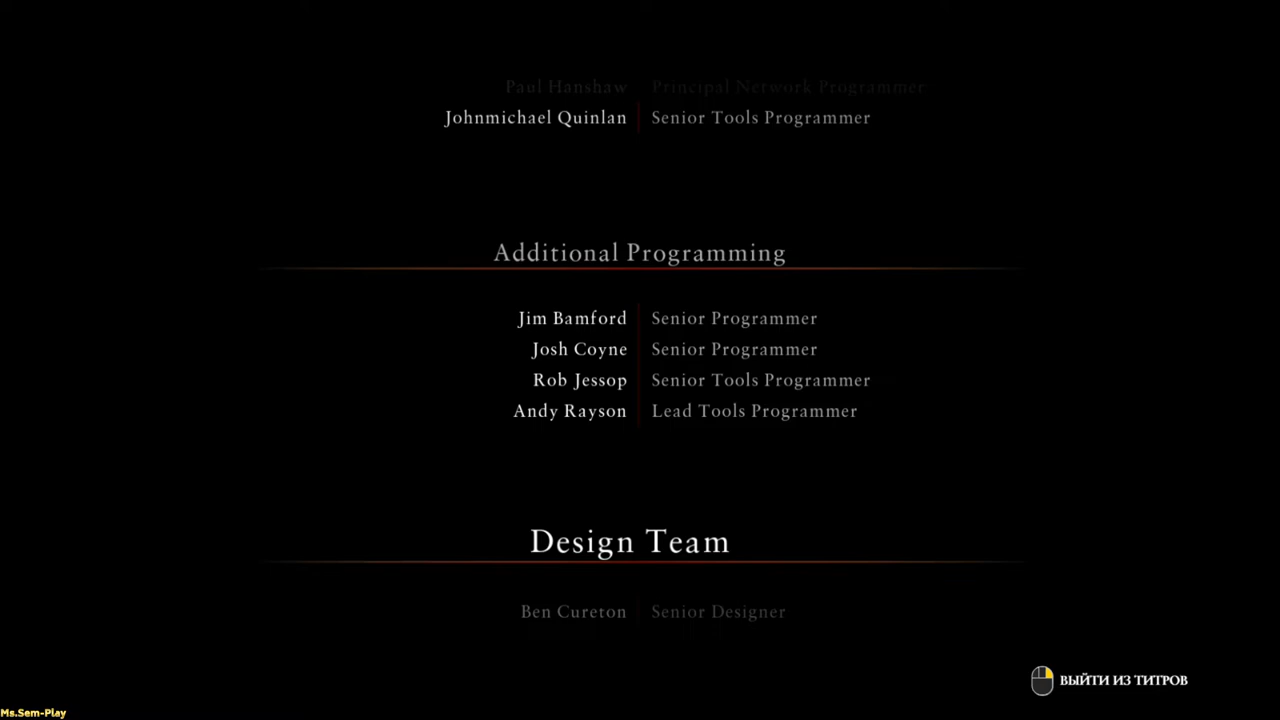 Paul Hanshaw Principal Network Programmer
Johnmichael Quinlan Senior Tools Programmer
Additional Programming
Jim Bamford Senior Programmer
Josh Coyne Senior Programmer
Rob Jessop Senior Tools Programmer
Andy Rayson Lead Tools Programmer
Design Team
Ben Cureton Senior Designer
ВЫЙТИ ИЗ ТИТРОВ
Ms.Sem-Play